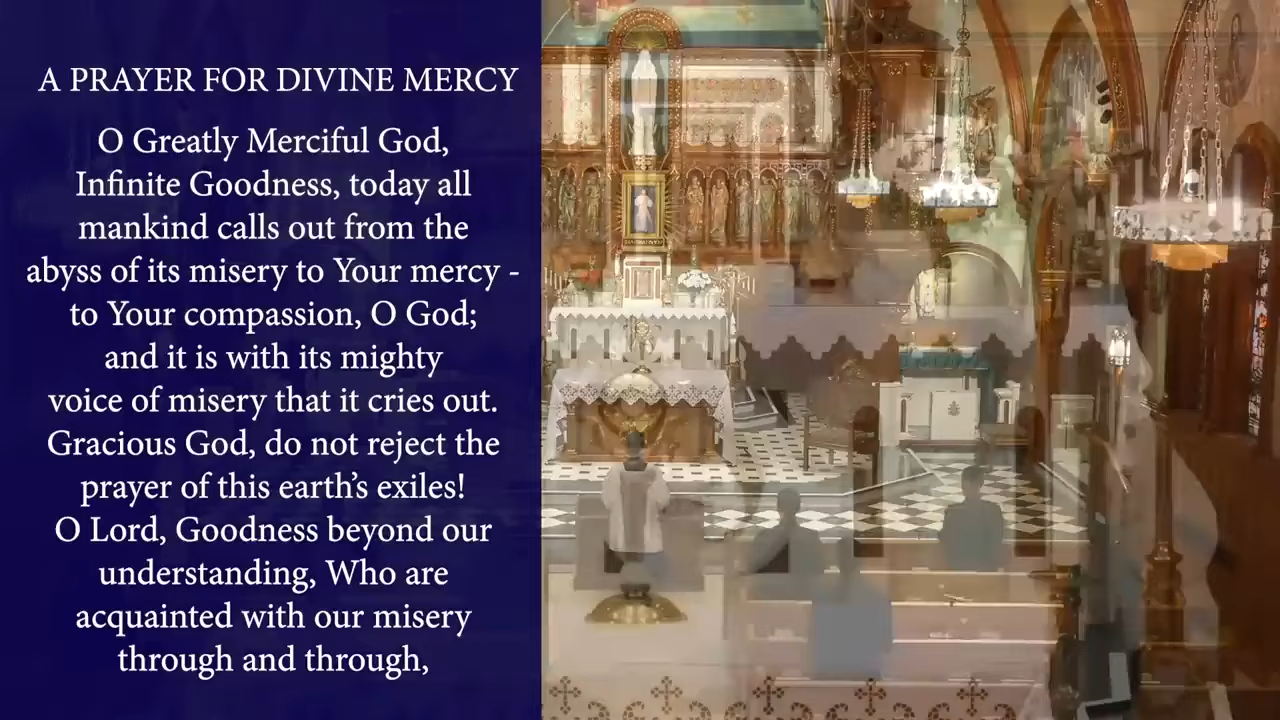 A PRAYER FOR DIVINE MERCY
O Greatly Merciful God,
Infinite Goodness, today all
mankind calls out from the
abyss of its misery to Your mercy -
to Your compassion, O God;
and it is with its mighty
voice of misery that it cries out.
Gracious God, do not reject the
prayer of this earth's exiles!
O Lord, Goodness beyond our
understanding, Who are
acquainted with our misery
through and through,